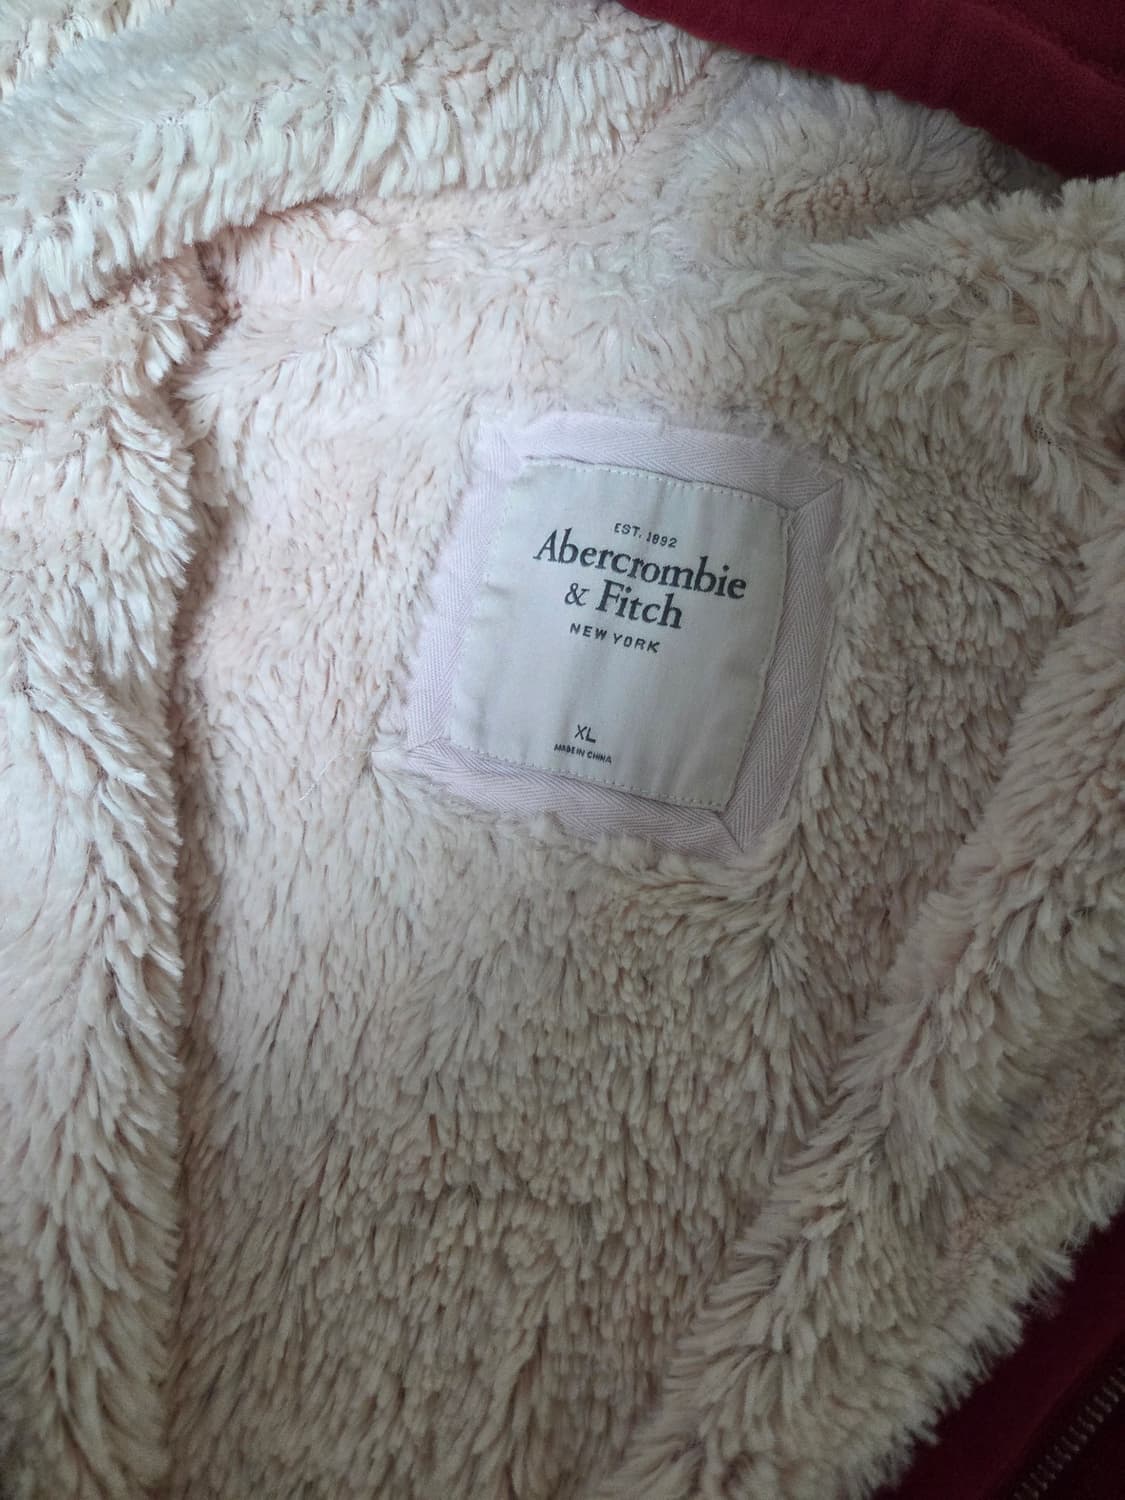 EST. 1892
Abercrombie
& Fitch
NEW YORK
XL
MADE IN CHINA